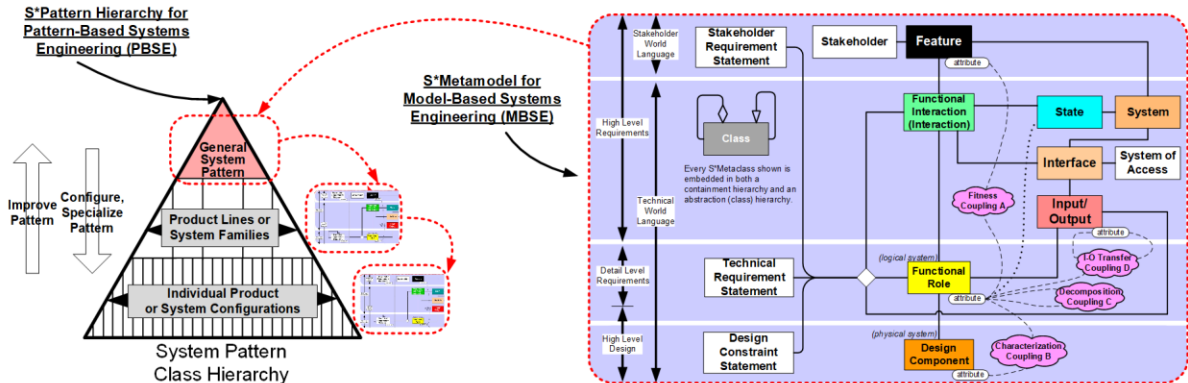 S*Pattern Hierarchy for
Pattern-Based Systems
Engineering (PBSE)
S*Metamodel for
Model-Based Systems
Engineering (MBSE)
General
System
Pattern
Improve
Pattern
Configure,
Specialize
Pattern
Product Lines or
System Families
Individual Product
or System Configurations
System Pattern
Class Hierarchy
Stakeholder
World
Language
High Level
Requirements
Technical
World
Language
Detail Level
Requirements
High Level
Design
Stakeholder
Requirement
Statement
Stakeholder
Feature
attribute
Class
Every S*Metaclass shown is
embedded in both a
containment hierarchy and an
abstraction (class) hierarchy.
Functional
Interaction
(Interaction)
State
System
Interface
System of
Access
Fitness
Coupling A
Input/
Output
attribute
I-O Transfer
Coupling D
Technical
Requirement
Statement
(logical system)
Functional
Role
attribute
Decomposition
Coupling C
Design
Constraint
Statement
(physical system)
Design
Component
attribute
Characterization
Coupling B